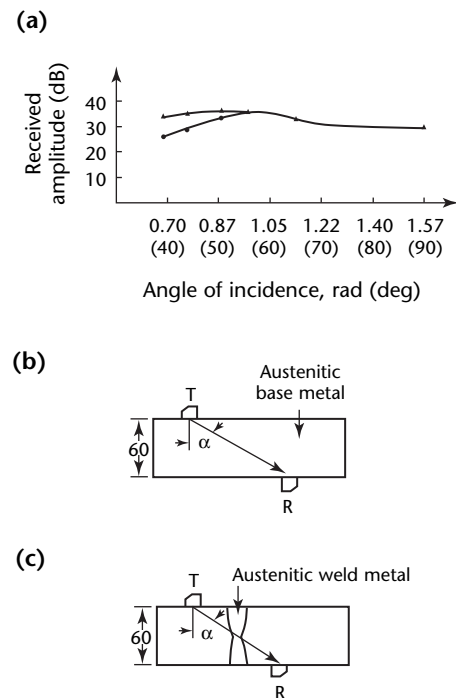 (a)
Received
amplitude (dB)
40
30
20
10
0.70 0.87 1.05 1.22 1.40 1.57
(40) (50) (60) (70) (80) (90)
Angle of incidence, rad (deg)
(b)
T
Austenitic
base metal
60
α
R
(c)
T
Austenitic weld metal
60
α
R